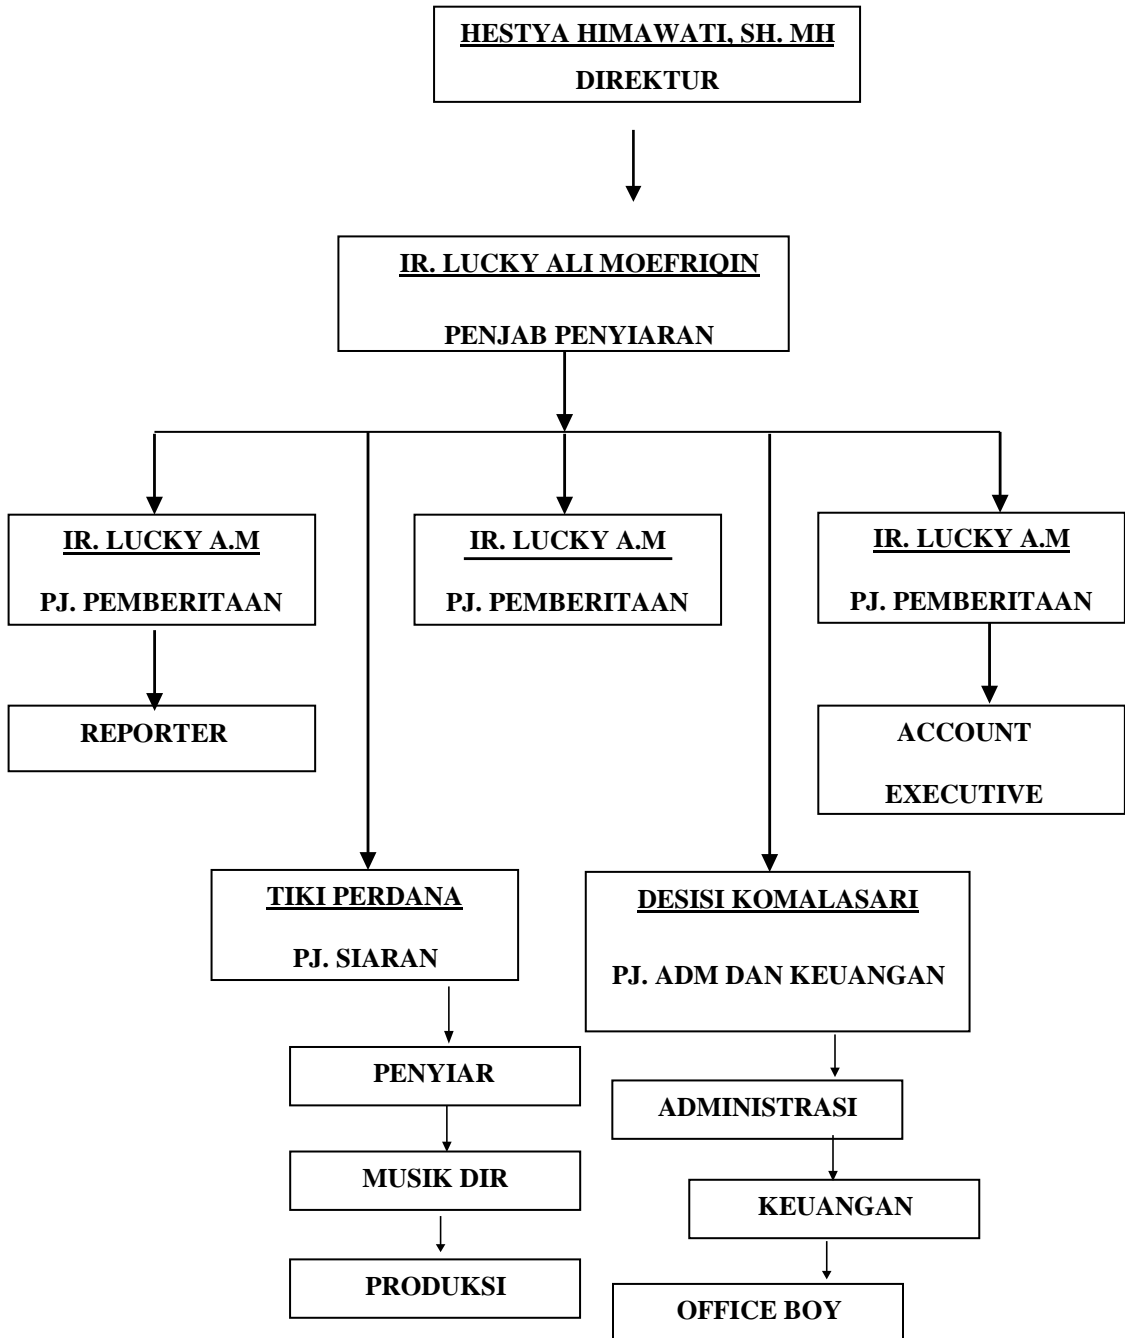 HESTYA HIMAWATI, SH. MH
DIREKTUR
IR. LUCKY ALI MOEFRIQIN
PENJAB PENYIARAN
IR. LUCKY A.M
PJ. PEMBERITAAN
IR. LUCKY A.M
PJ. PEMBERITAAN
IR. LUCKY A.M
PJ. PEMBERITAAN
REPORTER
ACCOUNT
EXECUTIVE
TIKI PERDANA
PJ. SIARAN
DESISI KOMALASARI
PJ. ADM DAN KEUANGAN
PENYIAR
MUSIK DIR
PRODUKSI
ADMINISTRASI
KEUANGAN
OFFICE BOY